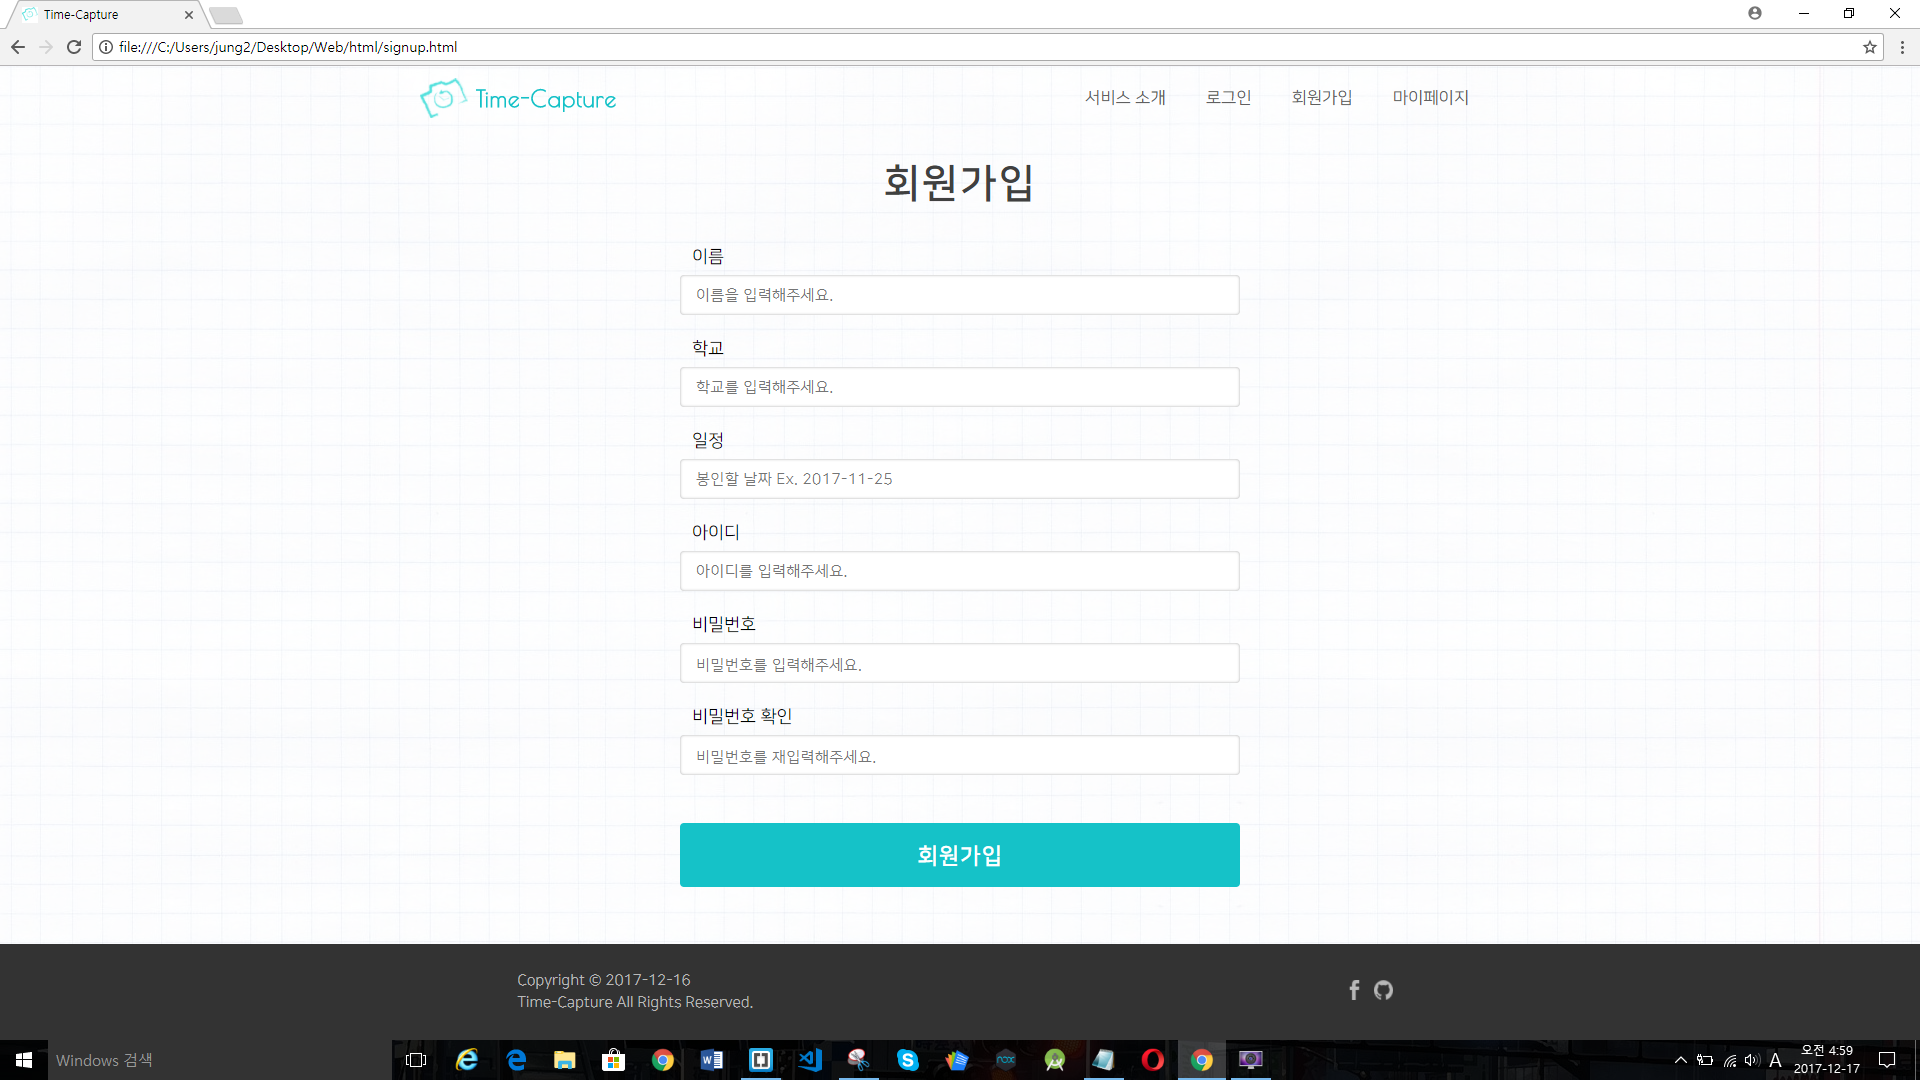 Time-Capture
file:///C:/Users/jung2/Desktop/Web/html/signup.html
Time-Capture
서비스 소개
로그인
회원가입
마이페이지
회원가입
이름
이름을 입력해주세요.
학교
학교를 입력해주세요.
일정
봉인할 날짜 Ex. 2017-11-25
아이디
아이디를 입력해주세요.
비밀번호
비밀번호를 입력해주세요.
비밀번호 확인
비밀번호를 재입력해주세요.
회원가입
Copyright © 2017-12-16
Time-Capture All Rights Reserved.
Windows 검색
nox
A
오전 4:59
2017-12-17